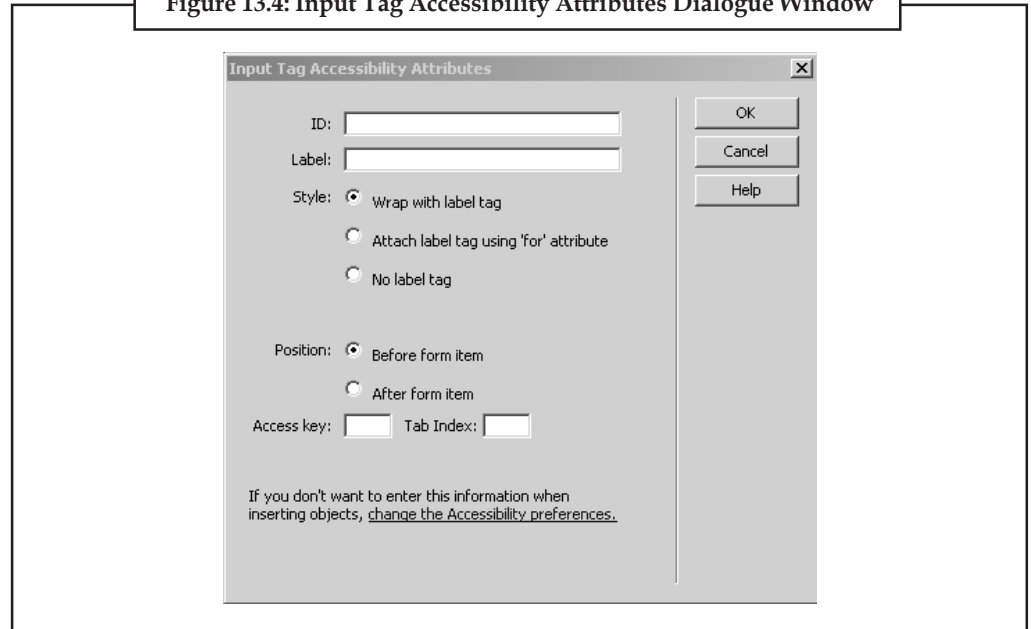 Figure 13.4: Input Tag Accessibility Attributes Dialogue Window
Input Tag Accessibility Attributes
ID:
OK
Label:
Cancel
Style: Wrap with label tag
Help
Attach label tag using 'for' attribute
No label tag
Position: Before form item
After form item
Access key: Tab Index:
If you don't want to enter this information when
inserting objects, change the Accessibility preferences.